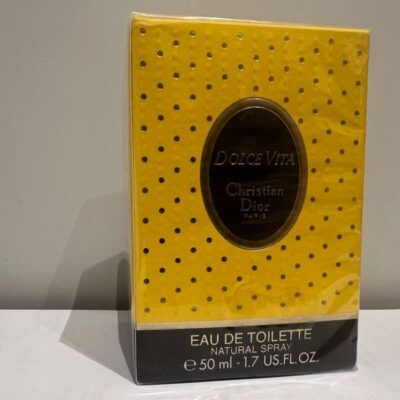 DOLCE VITA
Christian
Dior
PARIS
EAU DE TOILETTE
NATURAL SPRAY
℮ 50 ml - 1.7 US.FL.OZ.